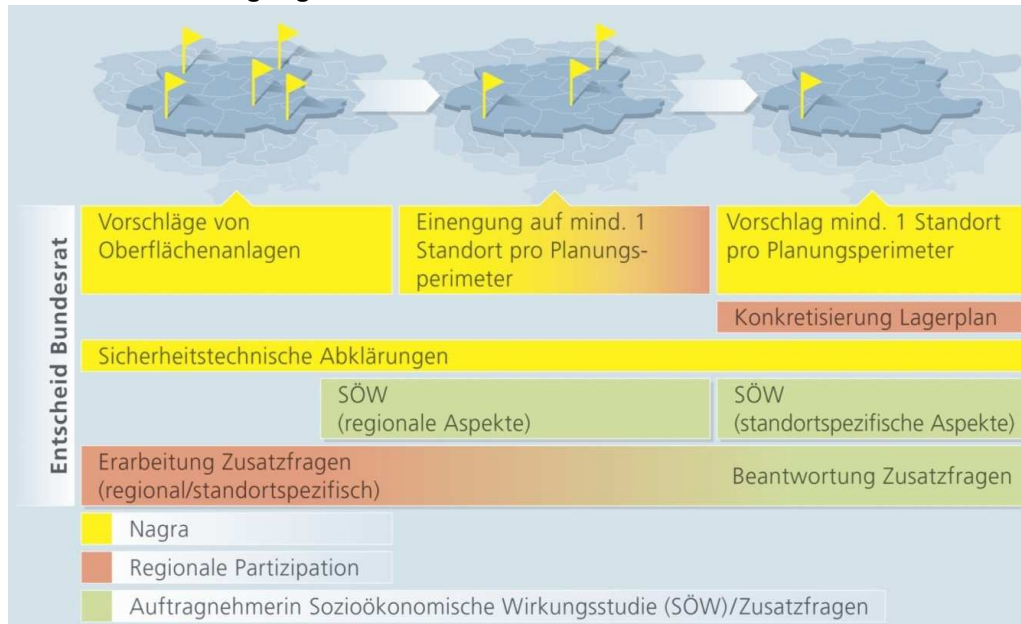 Entscheid Bundesrat
Vorschläge von
Oberflächenanlagen
Einengung auf mind. 1
Standort pro Planungs-
perimeter
Vorschlag mind. 1 Standort
pro Planungsperimeter
Konkretisierung Lagerplan
Sicherheitstechnische Abklärungen
SÖW
(regionale Aspekte)
SÖW
(standortspezifische Aspekte)
Erarbeitung Zusatzfragen
(regional/standortspezifisch)
Beantwortung Zusatzfragen
Nagra
Regionale Partizipation
Auftragnehmerin Sozioökonomische Wirkungsstudie (SÖW)/Zusatzfragen